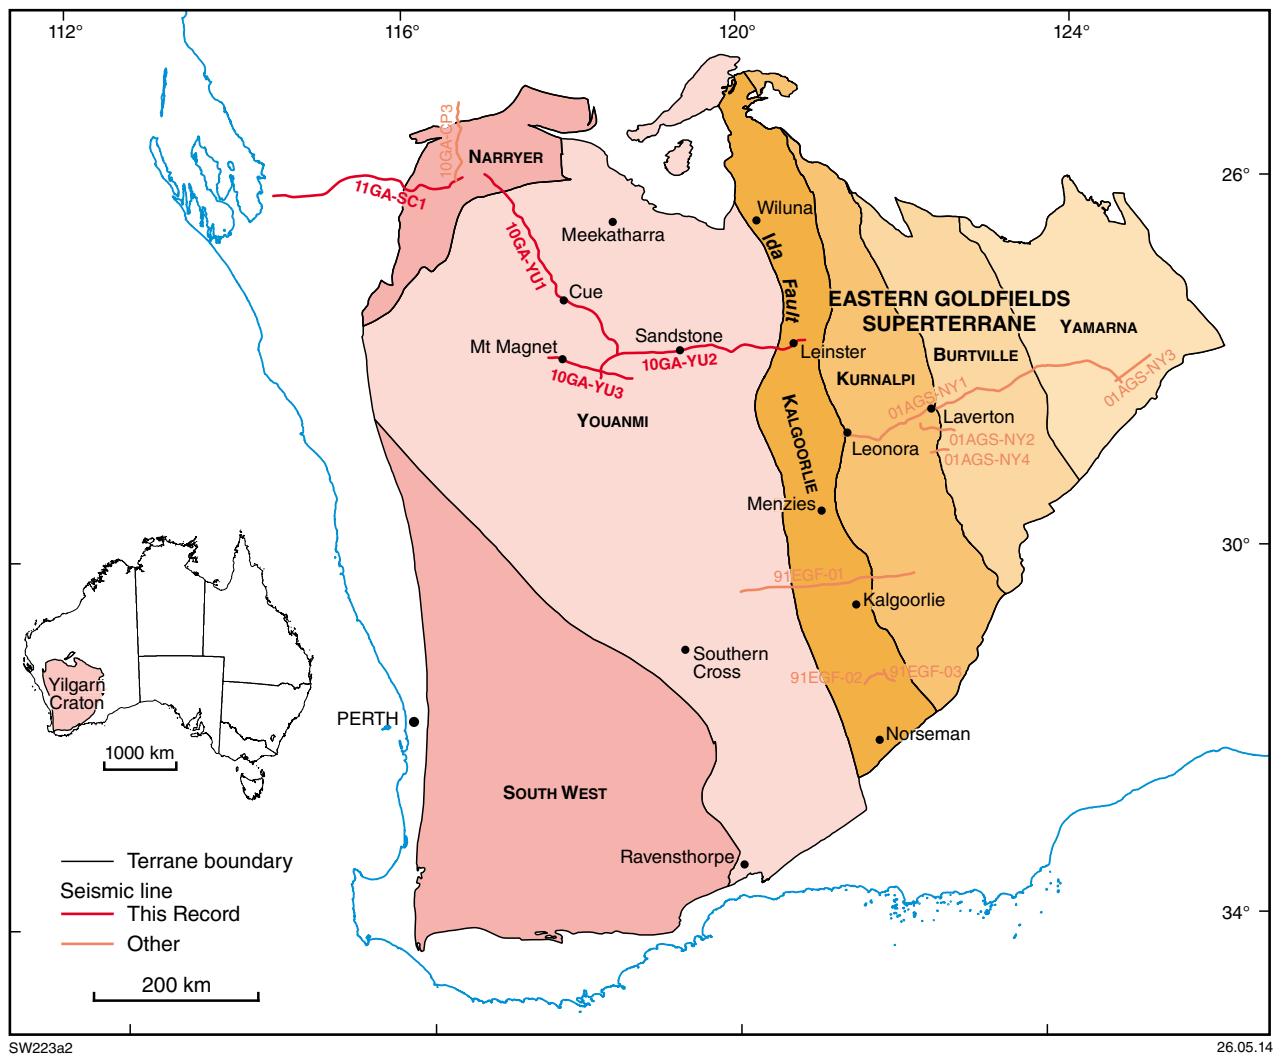 112°
116°
120°
124°
26°
30°
34°
10GA-CP3
NARRYER
11GA-SC1
10GA-YU1
Meekatharra
Wiluna
Ida Fault
Cue
EASTERN GOLDFIELDS
SUPERTERRANE
YAMARNA
Sandstone
Mt Magnet
10GA-YU2
10GA-YU3
Leinster
BURTVILLE
KURNALPI
01AGS-NY3
01AGS-NY1
YOUANMI
KALGOORLIE
Laverton
Leonora
01AGS-NY2
01AGS-NY4
Menzies
91EGF-01
Kalgoorlie
Southern
Cross
91EGF-02
91EGF-03
Yilgarn
Craton
PERTH
Norseman
1000 km
SOUTH WEST
Ravensthorpe
Terrane boundary
Seismic line
This Record
Other
200 km
SW223a2
26.05.14